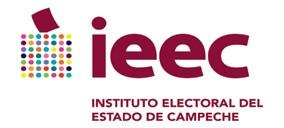 ieec
INSTITUTO ELECTORAL DEL
ESTADO DE CAMPECHE